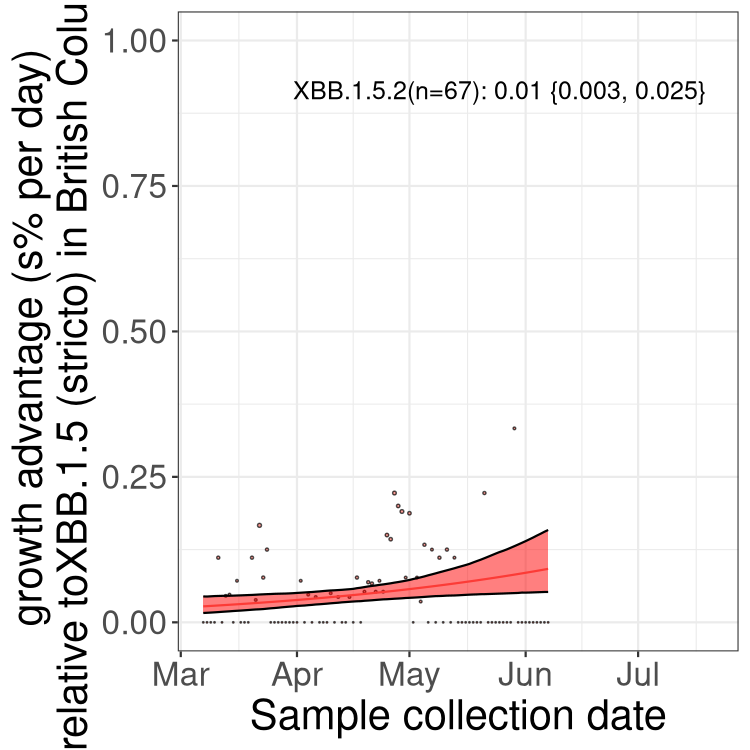 growth advantage (s% per day)
relative toXBB.1.5 (stricto) in British Colu
1.00
0.75
0.50
0.25
0.00
XBB.1.5.2(n=67): 0.01 {0.003, 0.025}
Mar Apr May Jun Jul
Sample collection date